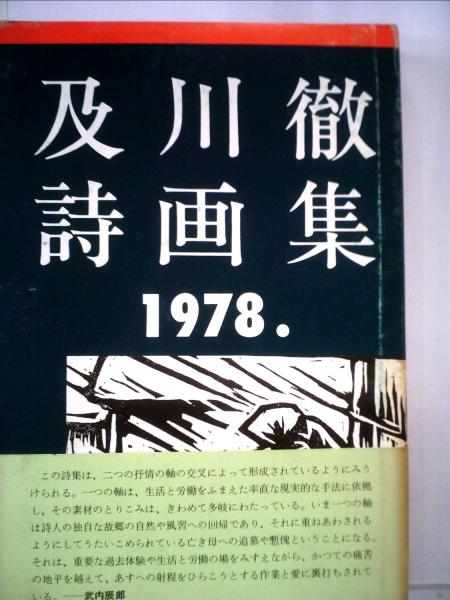 及川徹
詩画集
1978.
この詩集は、二つの抒情の軸の交叉によって形成されているようにみう
けられる。一つの軸は、生活と労働をふまえた率直な現実的な手法に依拠
し、その素材のとりこみは、きわめて多岐にわたっている。いま一つの軸
は詩人の独自な故郷の自然や風習への回帰であり、それに重ねあわされる
ようにしてうたいこめられている亡き母への追慕や慙愧ということになる。
それは、重要な過去体験や生活と労働の場をみすえながら、かつての痛苦
の地平を越えて、あすへの射程をひらこうとする作業と愛に裏打ちされて
いる。――武内辰郎